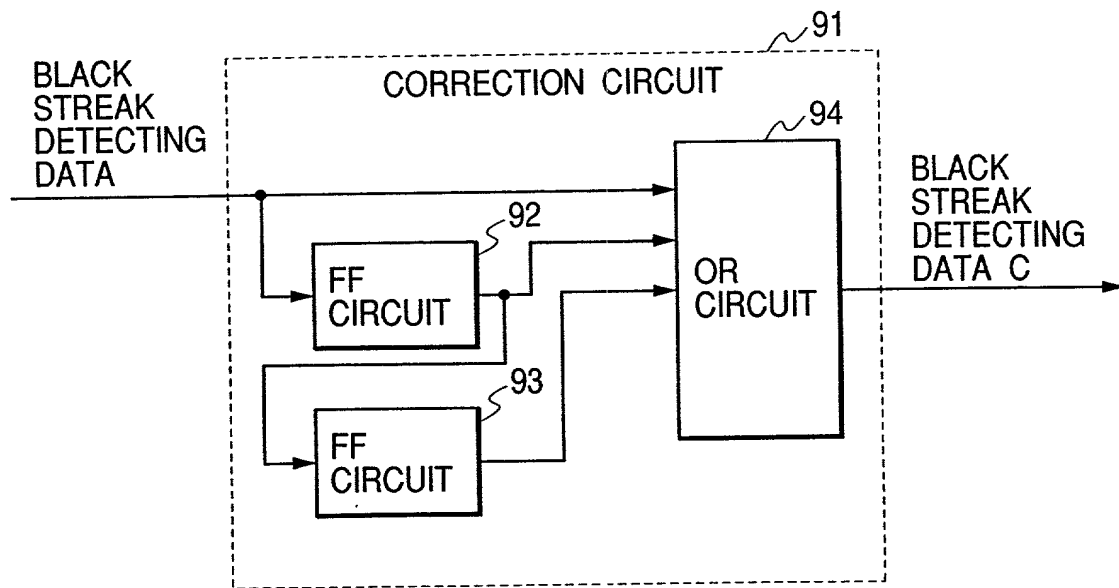 91
BLACK
STREAK
DETECTING
DATA
CORRECTION CIRCUIT
94
92
FF
CIRCUIT
OR
CIRCUIT
BLACK
STREAK
DETECTING
DATA C
93
FF
CIRCUIT